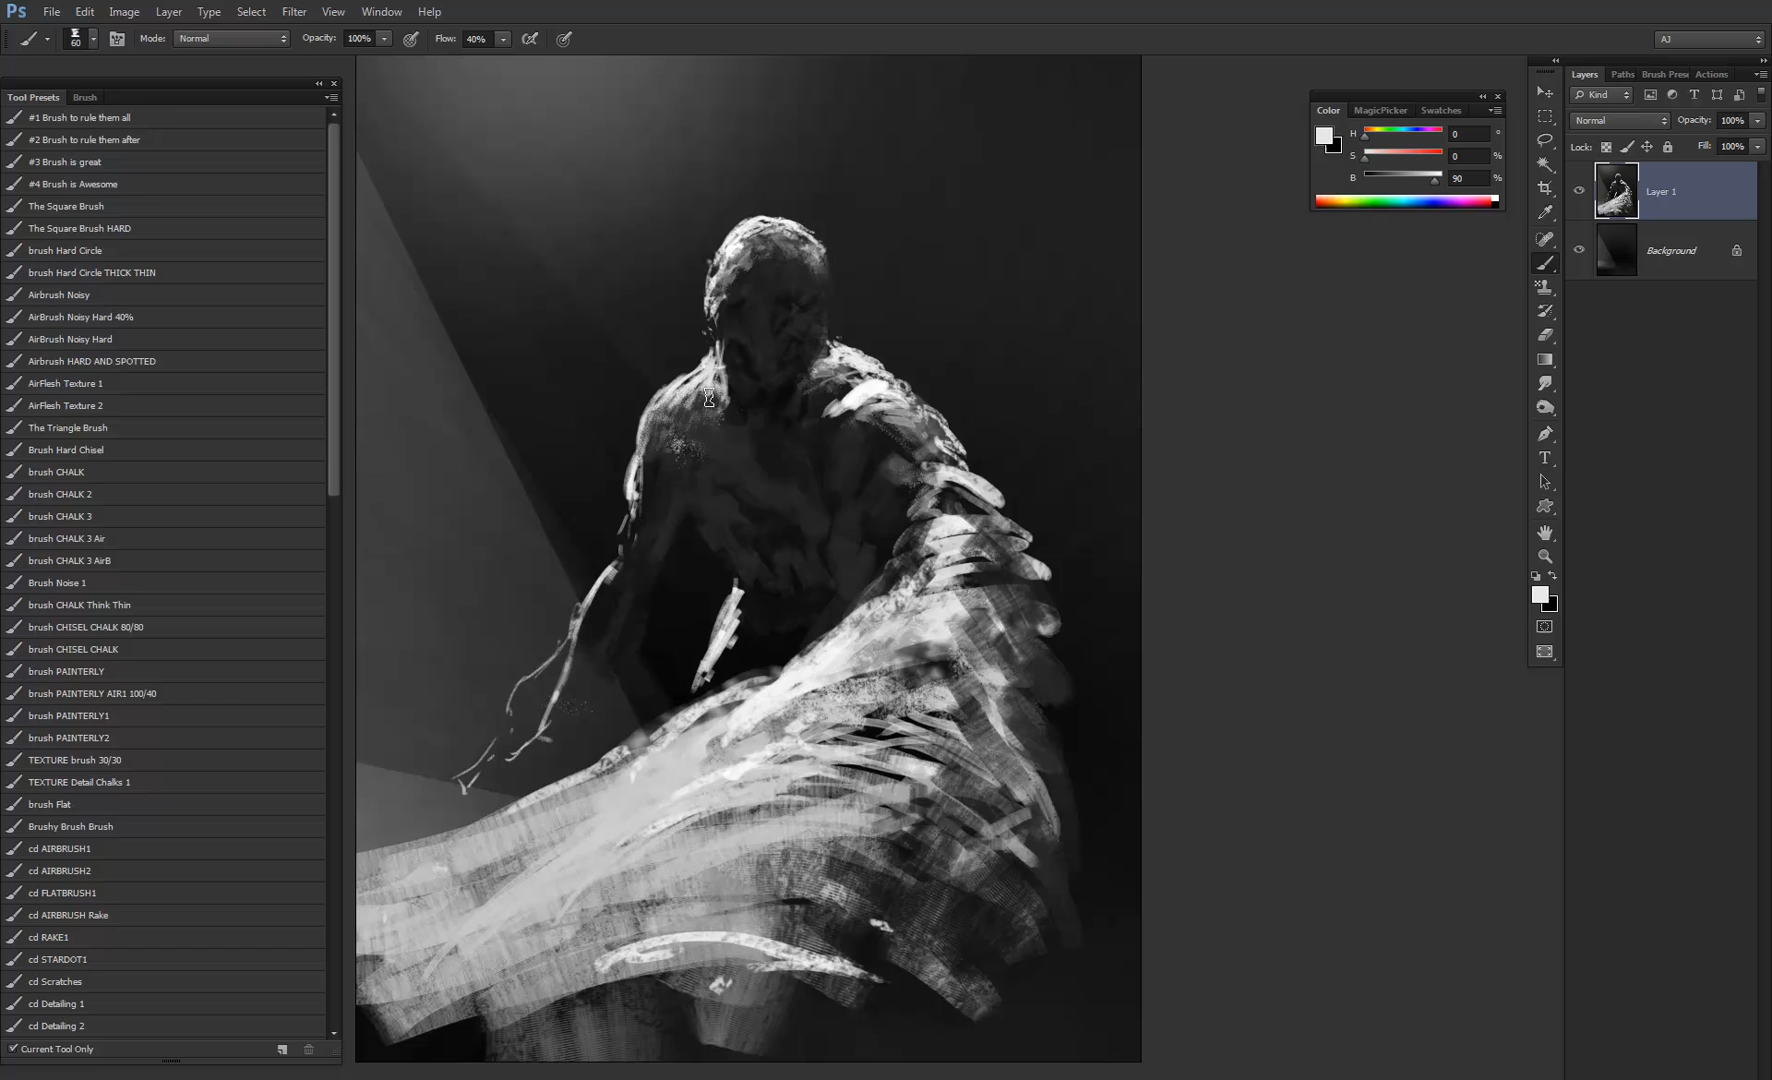 Ps File Edit Image Layer Type Select Filter View Window Help
60 Mode: Normal Opacity: 100% Flow: 40% AJ
Tool Presets Brush
#1 Brush to rule them all
#2 Brush to rule them after
#3 Brush is great
#4 Brush is Awesome
The Square Brush
The Square Brush HARD
brush Hard Circle
brush Hard Circle THICK THIN
Airbrush Noisy
AirBrush Noisy Hard 40%
AirBrush Noisy Hard
Airbrush HARD AND SPOTTED
AirFlesh Texture 1
AirFlesh Texture 2
The Triangle Brush
Brush Hard Chisel
brush CHALK
brush CHALK 2
brush CHALK 3
brush CHALK 3 Air
brush CHALK 3 AirB
Brush Noise 1
brush CHALK Think Thin
brush CHISEL CHALK 80/80
brush CHISEL CHALK
brush PAINTERLY
brush PAINTERLY AIR1 100/40
brush PAINTERLY1
brush PAINTERLY2
TEXTURE brush 30/30
TEXTURE Detail Chalks 1
brush Flat
Brushy Brush Brush
cd AIRBRUSH1
cd AIRBRUSH2
cd FLATBRUSH1
cd AIRBRUSH Rake
cd RAKE1
cd STARDOT1
cd Scratches
cd Detailing 1
cd Detailing 2
Current Tool Only
Color MagicPicker Swatches
H 0 °
S 0 %
B 90 %
Layers Paths Brush Pres Actions
Kind T
Normal Opacity: 100%
Lock: Fill: 100%
Layer 1
Background
T